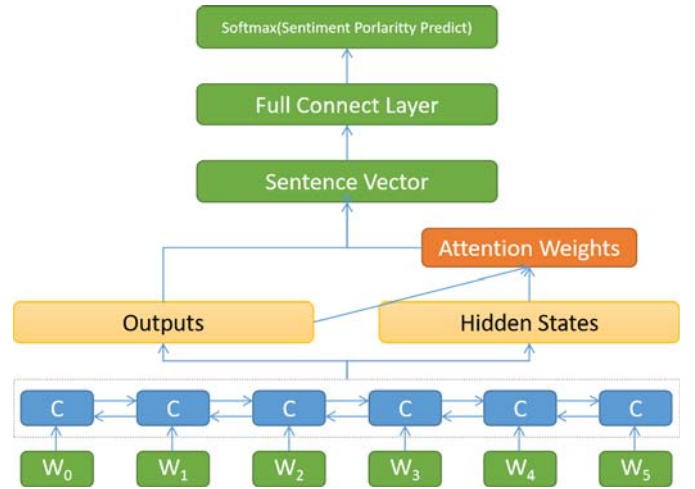 Softmax(Sentiment Porlaritty Predict)
Full Connect Layer
Sentence Vector
Attention Weights
Outputs Hidden States
C C C C C C
W₀ W₁ W₂ W₃ W₄ W₅